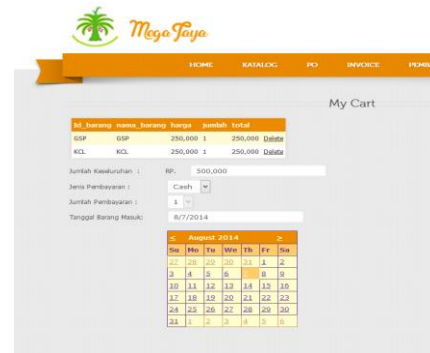 Mega Jaya
HOME KATALOG PO INVOICE PEMB
My Cart
Id_barang nama_barang harga jumlah total
GSP GSP 250,000 1 250,000 Delete
KCL KCL 250,000 1 250,000 Delete
Jumlah Keseluruhan : RP. 500,000
Jenis Pembayaran : Cash
Jumlah Pembayaran : 1
Tanggal Barang Masuk: 8/7/2014
≤ August 2014 ≥
Su Mo Tu We Th Fr Sa
27 28 29 30 31 1 2
3 4 5 6 7 8 9
10 11 12 13 14 15 16
17 18 19 20 21 22 23
24 25 26 27 28 29 30
31 1 2 3 4 5 6